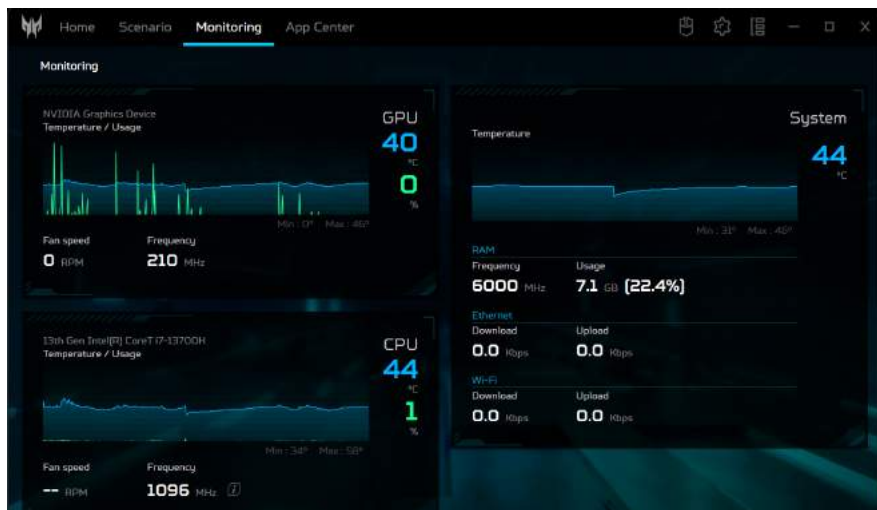 Home Scenario Monitoring App Center
Monitoring
NVIDIA Graphics Device
Temperature / Usage
GPU
40
°C
0
%
Min : 0° Max : 46°
Fan speed Frequency
0 RPM 210 MHz
13th Gen Intel(R) CoreT i7-13700H
Temperature / Usage
CPU
44
°C
1
%
Min : 34° Max : 58°
Fan speed Frequency
-- RPM 1096 MHz i
System
Temperature
44
°C
Min : 31° Max : 46°
RAM
Frequency Usage
6000 MHz 7.1 GB (22.4%)
Ethernet
Download Upload
0.0 Kbps 0.0 Kbps
Wi-Fi
Download Upload
0.0 Kbps 0.0 Kbps